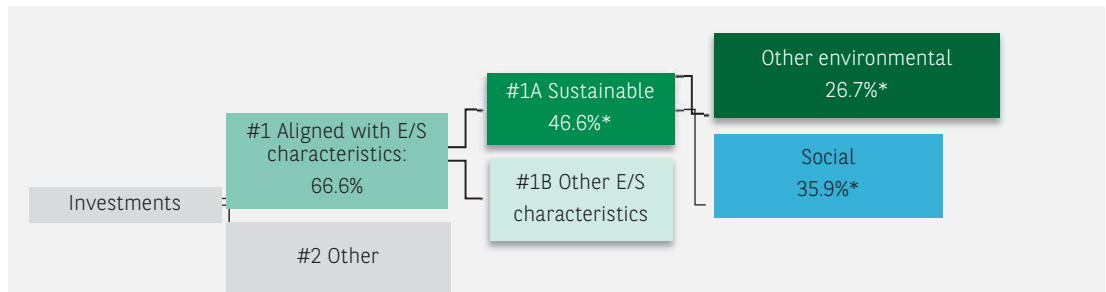 Investments
#1 Aligned with E/S
characteristics:
66.6%
#2 Other
#1A Sustainable
46.6%*
#1B Other E/S
characteristics
Other environmental
26.7%*
Social
35.9%*